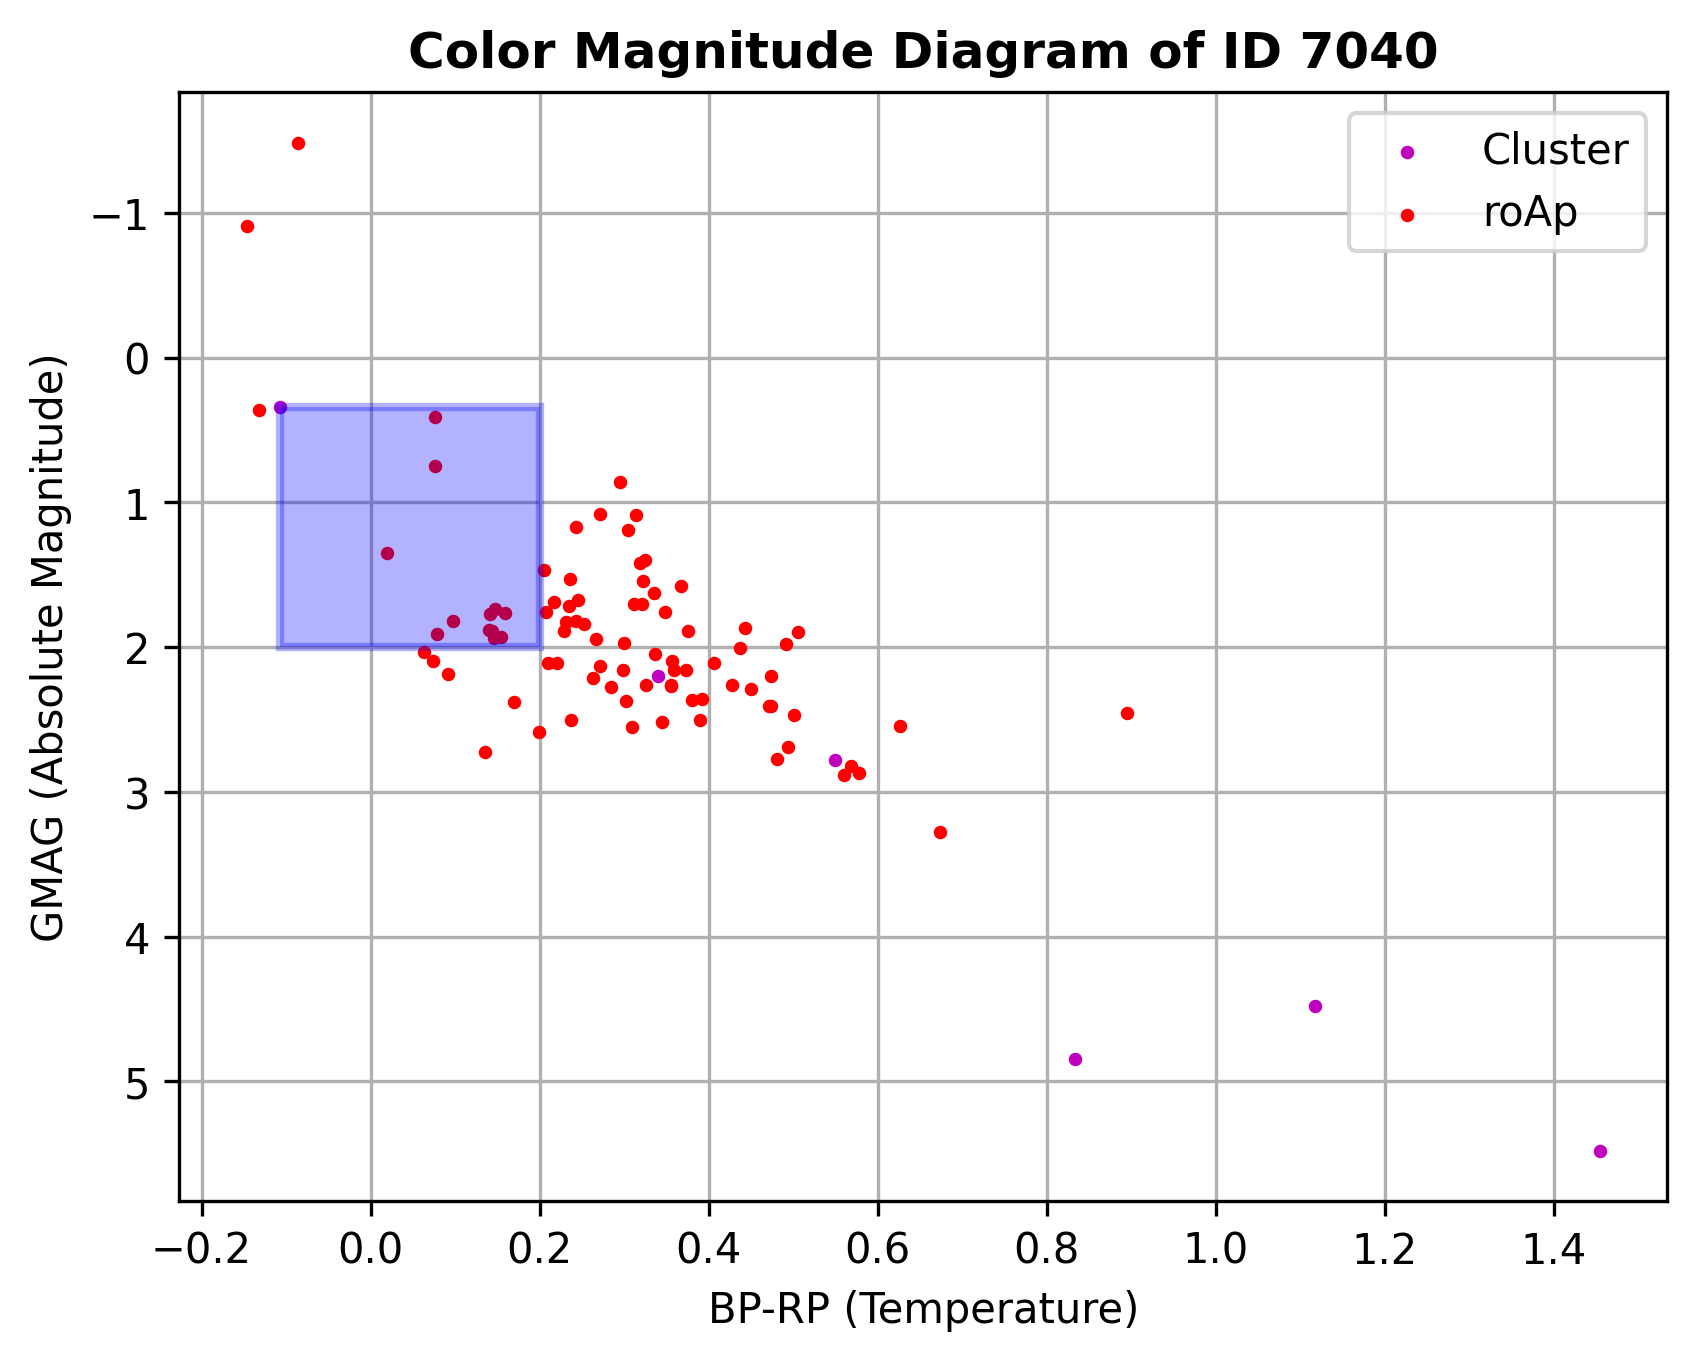 Color Magnitude Diagram of ID 7040
Cluster
roAp
−1
0
1
2
3
4
5
GMAG (Absolute Magnitude)
−0.2 0.0 0.2 0.4 0.6 0.8 1.0 1.2 1.4
BP-RP (Temperature)